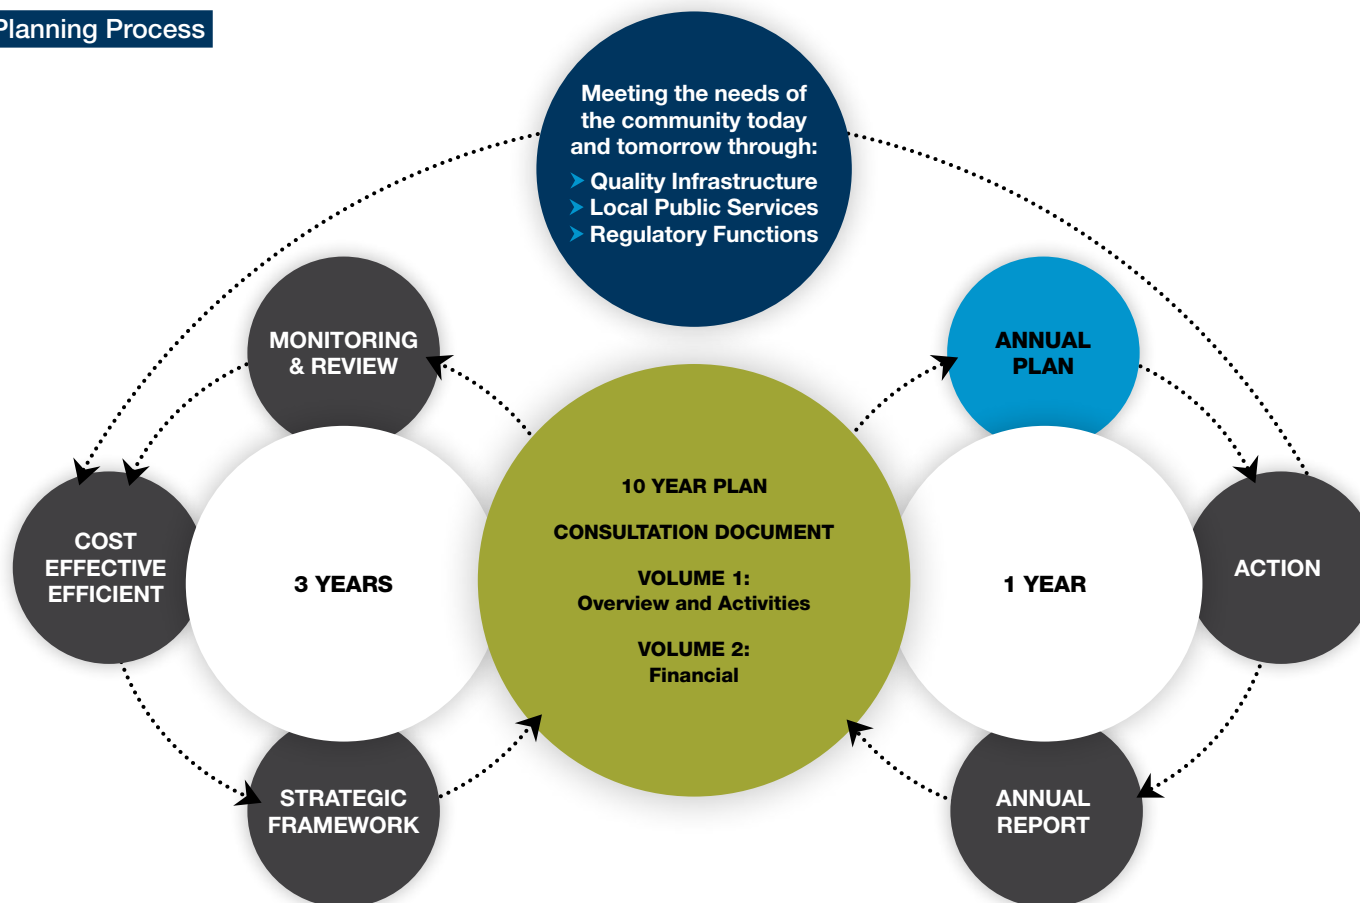 Planning Process
Meeting the needs of
the community today
and tomorrow through:
➤ Quality Infrastructure
➤ Local Public Services
➤ Regulatory Functions
MONITORING
& REVIEW
ANNUAL
PLAN
COST
EFFECTIVE
EFFICIENT
3 YEARS
10 YEAR PLAN
CONSULTATION DOCUMENT
VOLUME 1:
Overview and Activities
VOLUME 2:
Financial
1 YEAR
ACTION
STRATEGIC
FRAMEWORK
ANNUAL
REPORT